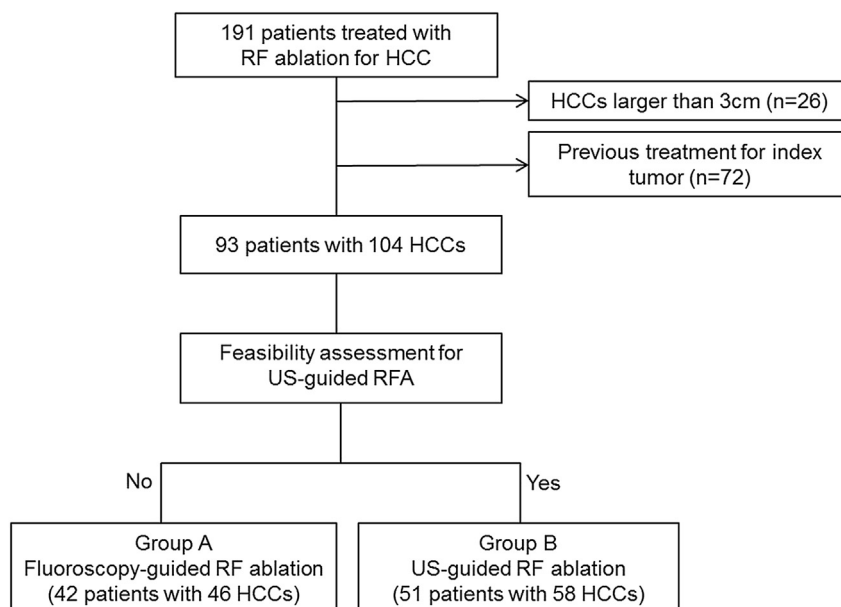 191 patients treated with
RF ablation for HCC
HCCs larger than 3cm (n=26)
Previous treatment for index
tumor (n=72)
93 patients with 104 HCCs
Feasibility assessment for
US-guided RFA
No
Yes
Group A
Fluoroscopy-guided RF ablation
(42 patients with 46 HCCs)
Group B
US-guided RF ablation
(51 patients with 58 HCCs)